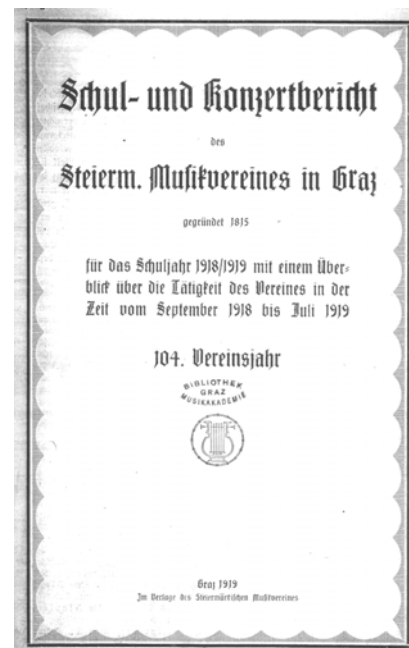 Schul- und Konzertbericht
des
Steierm. Musikvereines in Graz
gegründet 1815
für das Schuljahr 1918/1919 mit einem Über-
blick über die Tätigkeit des Vereines in der
Zeit vom September 1918 bis Juli 1919
104. Vereinsjahr
BIBLIOTHEK
GRAZ
MUSIKAKADEMIE
Graz 1919
Im Verlage des Steiermärkischen Musikvereines